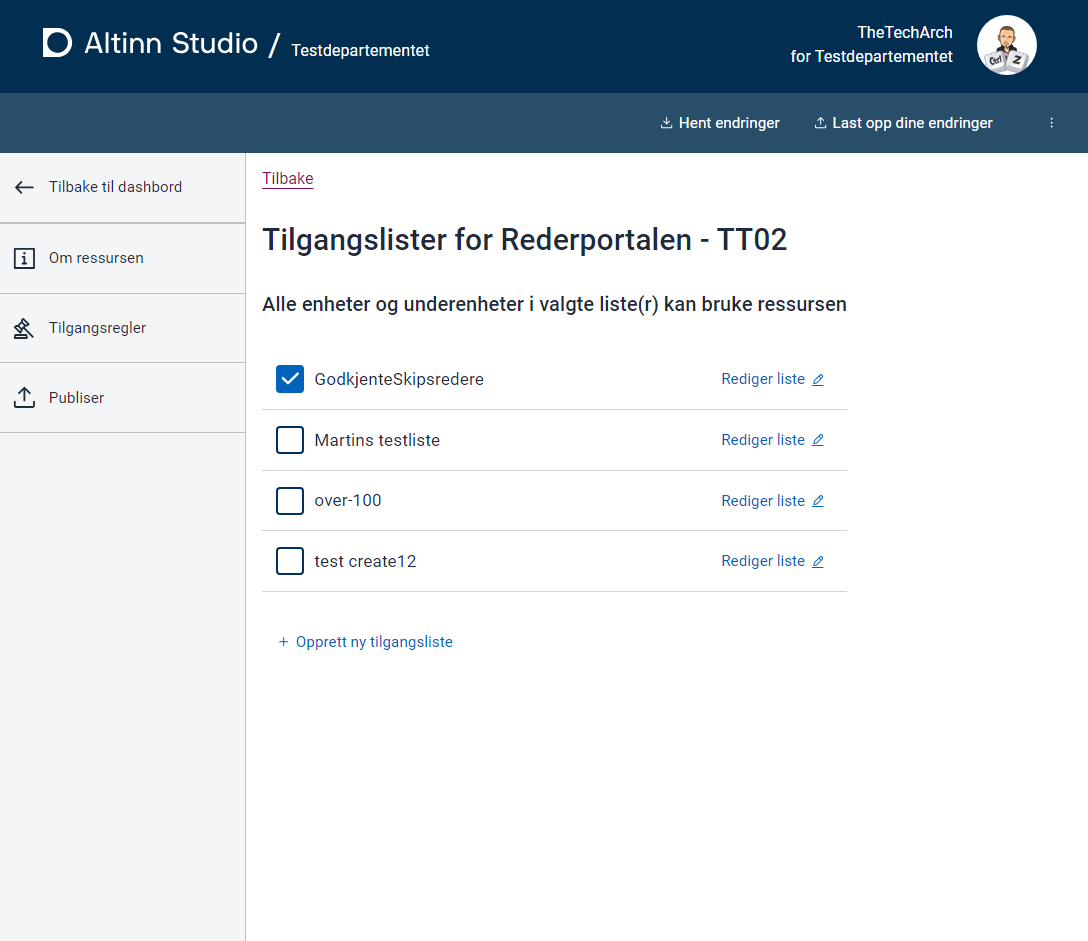 Altinn Studio / Testdepartementet
TheTechArch
for Testdepartementet
Ctrl Z
Hent endringer
Last opp dine endringer
Tilbake til dashbord
Om ressursen
Tilgangsregler
Publiser
Tilbake
Tilgangslister for Rederportalen - TT02
Alle enheter og underenheter i valgte liste(r) kan bruke ressursen
GodkjenteSkipsredere Rediger liste
Martins testliste Rediger liste
over-100 Rediger liste
test create12 Rediger liste
+ Opprett ny tilgangsliste